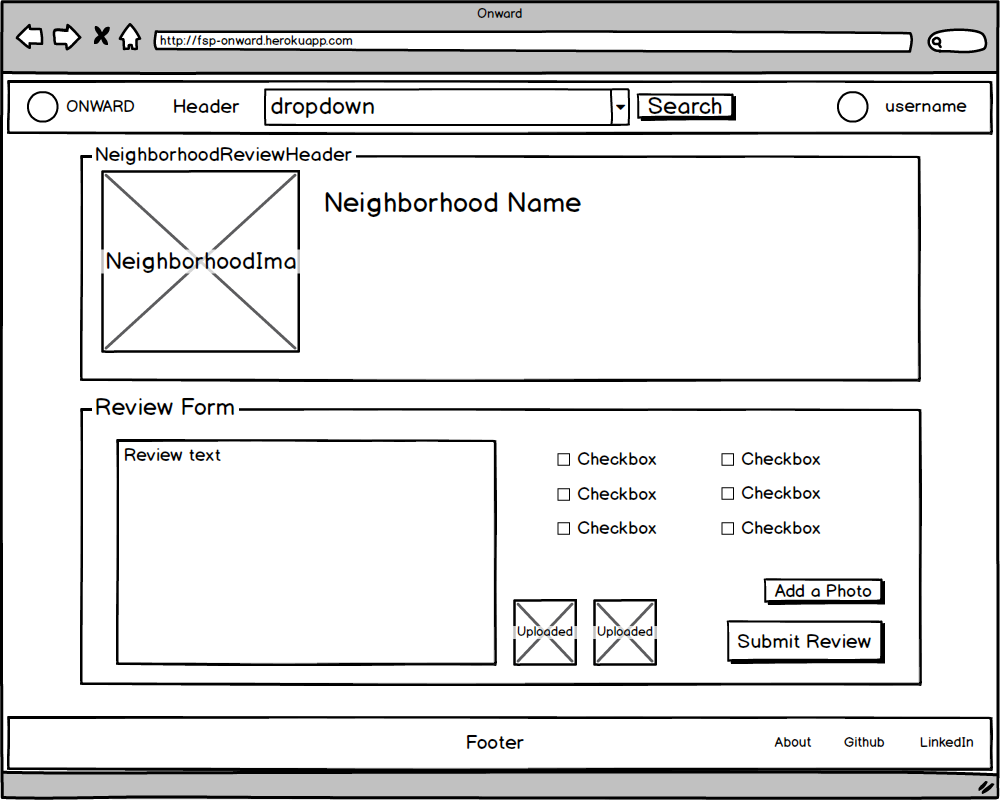 Onward
http://fsp-onward.herokuapp.com
ONWARD Header dropdown Search username
NeighborhoodReviewHeader
NeighborhoodIma
Neighborhood Name
Review Form
Review text
Checkbox Checkbox
Checkbox Checkbox
Checkbox Checkbox
Add a Photo
Uploaded Uploaded
Submit Review
Footer About Github LinkedIn